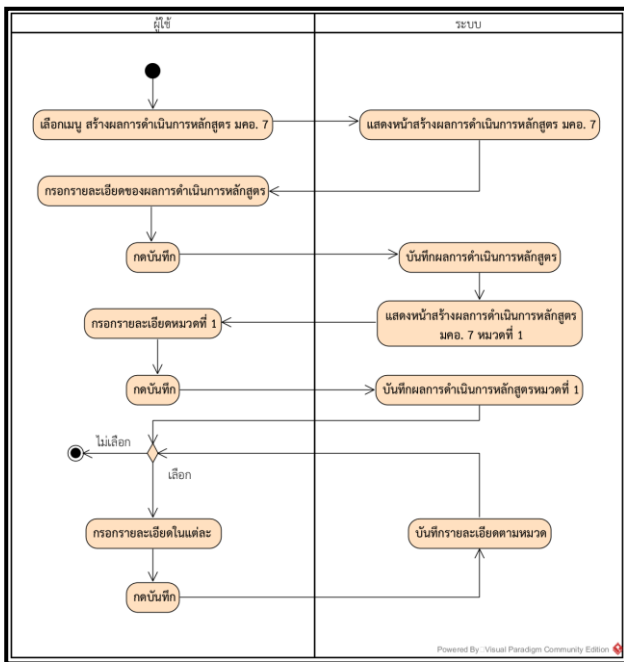 ผู้ใช้
ระบบ
เลือกเมนู สร้างผลการดำเนินการหลักสูตร มคอ. 7
แสดงหน้าสร้างผลการดำเนินการหลักสูตร มคอ. 7
กรอกรายละเอียดของผลการดำเนินการหลักสูตร
กดบันทึก
บันทึกผลการดำเนินการหลักสูตร
กรอกรายละเอียดหมวดที่ 1
แสดงหน้าสร้างผลการดำเนินการหลักสูตร
มคอ. 7 หมวดที่ 1
กดบันทึก
บันทึกผลการดำเนินการหลักสูตรหมวดที่ 1
ไม่เลือก
เลือก
กรอกรายละเอียดในแต่ละ
บันทึกรายละเอียดตามหมวด
กดบันทึก
Powered By Visual Paradigm Community Edition